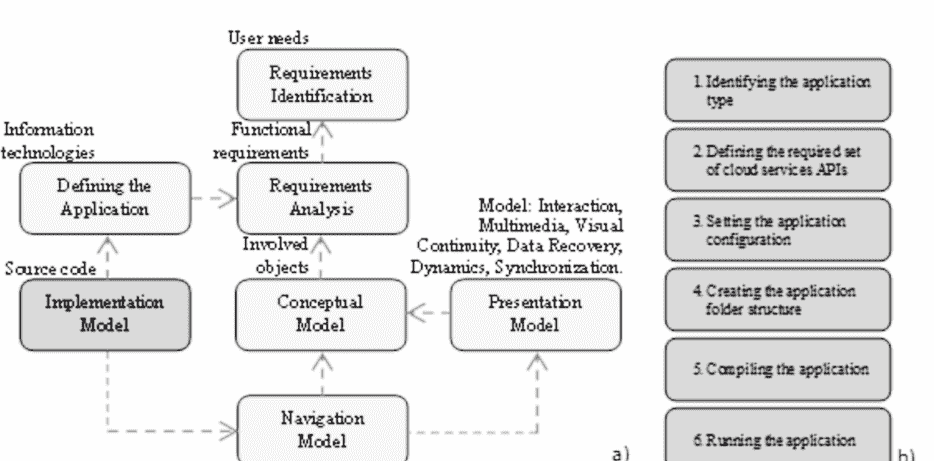 User needs
Requirements
Identification
Information
technologies
Functional
requirements
Defining the
Application
Requirements
Analysis
Model: Interaction,
Multimedia, Visual
Continuity, Data Recovery,
Dynamics, Synchronization.
Source code
Involved
objects
Implementation
Model
Conceptual
Model
Presentation
Model
Navigation
Model
a)
1. Identifying the application
type
2. Defining the required set
of cloud services APIs
3. Setting the application
configuration
4. Creating the application
folder structure
5. Compiling the application
6. Running the application
b)